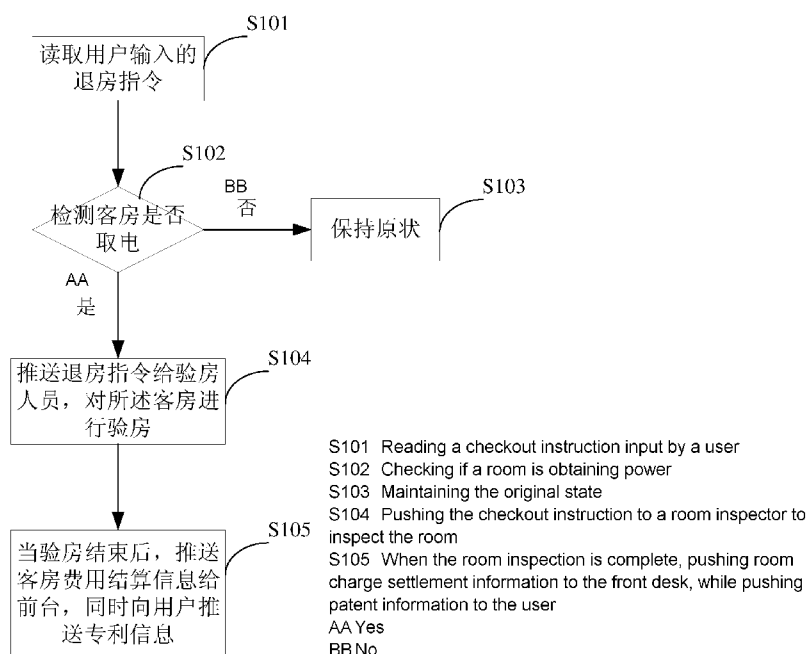 S101
读取用户输入的
退房指令
S102
检测客房是否
取电
BB
否
S103
保持原状
AA
是
S104
推送退房指令给验房
人员，对所述客房进
行验房
S105
当验房结束后，推送
客房费用结算信息给
前台，同时向用户推
送专利信息
S101 Reading a checkout instruction input by a user
S102 Checking if a room is obtaining power
S103 Maintaining the original state
S104 Pushing the checkout instruction to a room inspector to
inspect the room
S105 When the room inspection is complete, pushing room
charge settlement information to the front desk, while pushing
patent information to the user
AA Yes
BB No